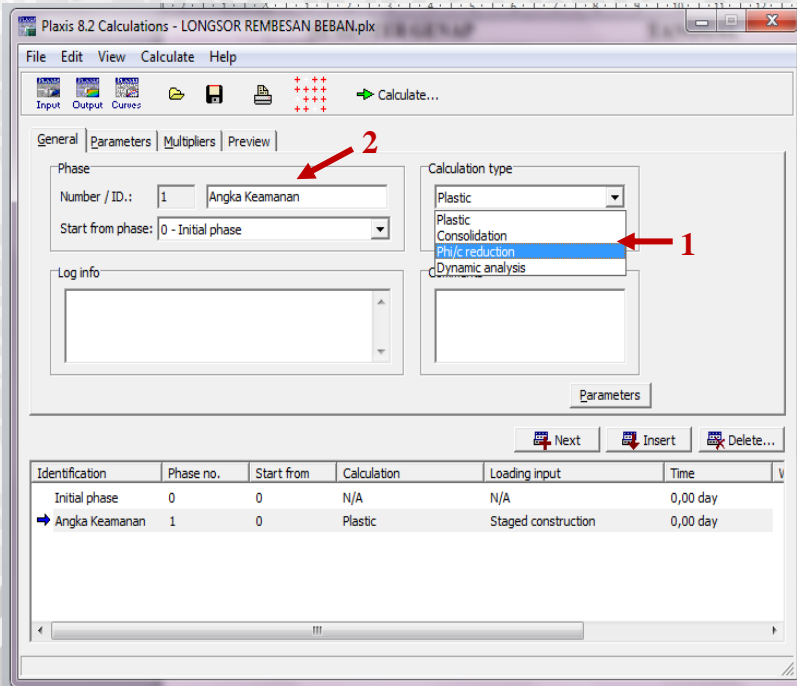 Plaxis 8.2 Calculations - LONGSOR REMBESAN BEBAN.plx
File Edit View Calculate Help
Input Output Curves Calculate...
General Parameters Multipliers Preview
2
Phase
Number / ID.: 1 Angka Keamanan
Start from phase: 0 - Initial phase
Calculation type
Plastic
Plastic
Consolidation
Phi/c reduction
Dynamic analysis
1
Log info
Comments
Parameters
Next Insert Delete...
Identification Phase no. Start from Calculation Loading input Time
Initial phase 0 0 N/A N/A 0,00 day
Angka Keamanan 1 0 Plastic Staged construction 0,00 day